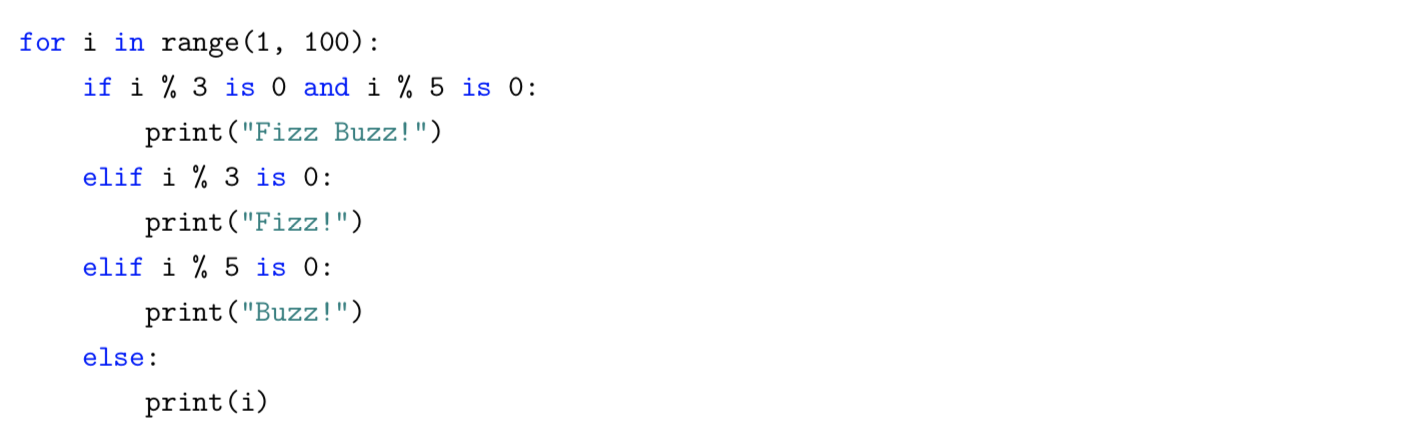 for i in range(1, 100):
    if i % 3 is 0 and i % 5 is 0:
        print("Fizz Buzz!")
    elif i % 3 is 0:
        print("Fizz!")
    elif i % 5 is 0:
        print("Buzz!")
    else:
        print(i)